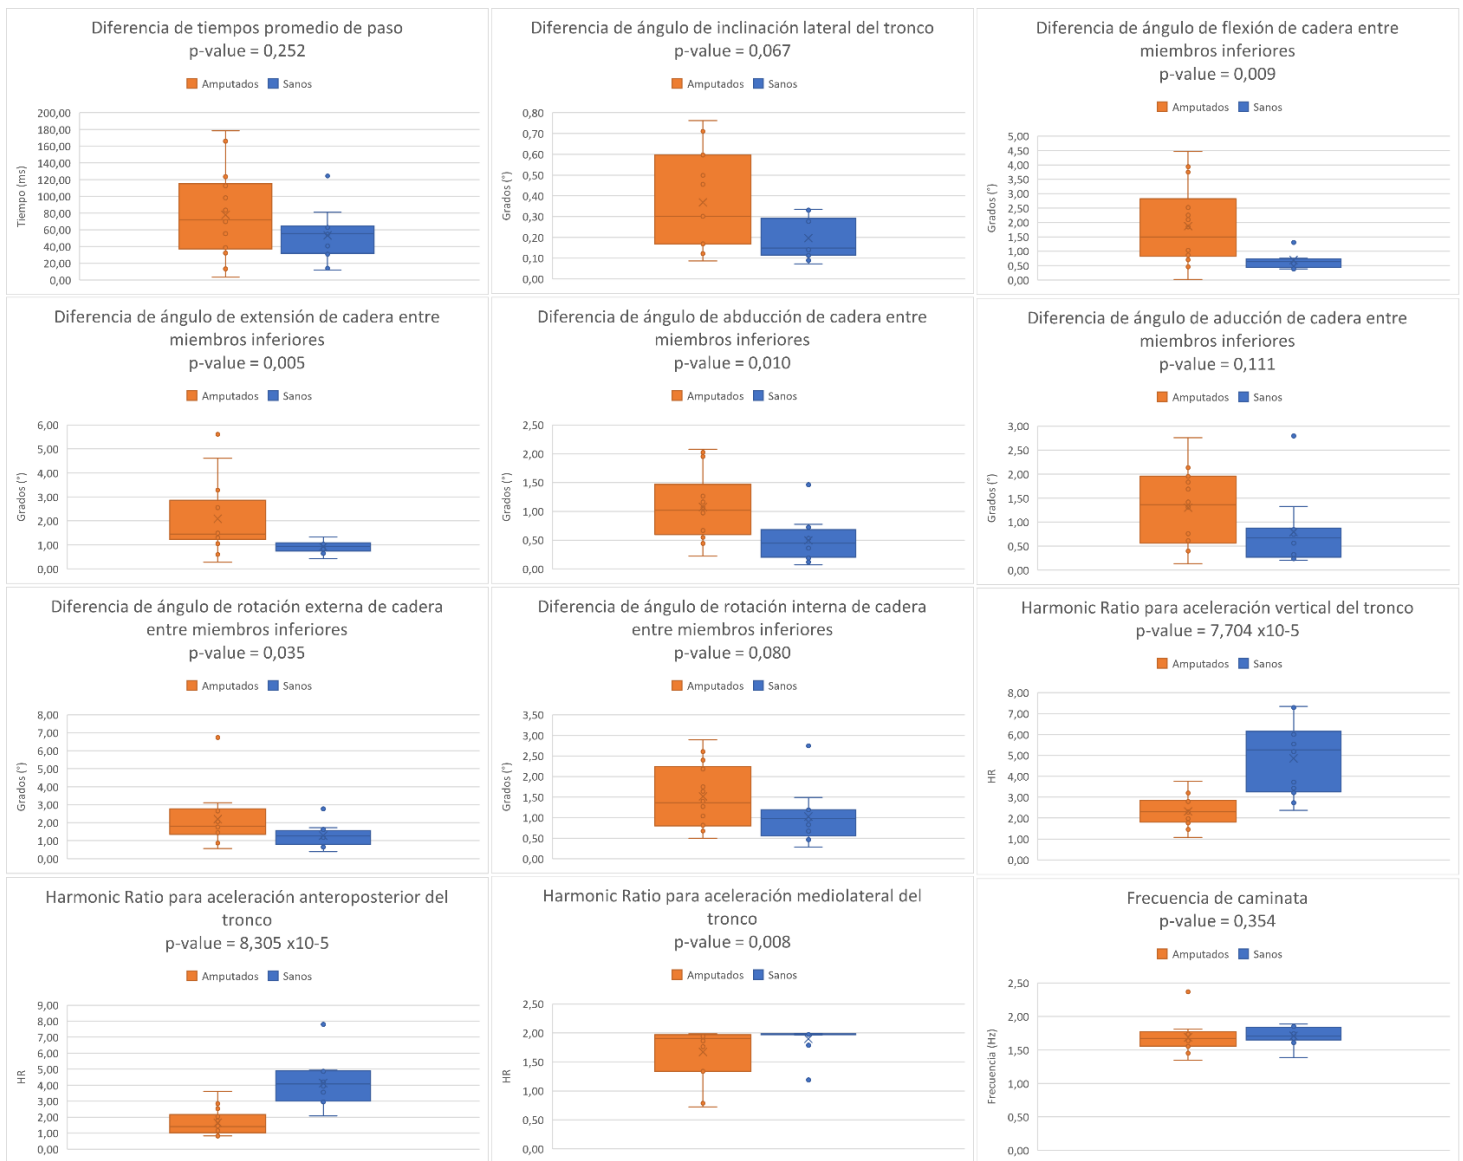 Diferencia de tiempos promedio de paso
p-value = 0,252
Amputados Sanos
200,00
180,00
160,00
140,00
120,00
100,00
80,00
60,00
40,00
20,00
0,00
Tiempo (ms)
Diferencia de ángulo de inclinación lateral del tronco
p-value = 0,067
Amputados Sanos
0,80
0,70
0,60
0,50
0,40
0,30
0,20
0,10
0,00
Grados (°)
Diferencia de ángulo de flexión de cadera entre
miembros inferiores
p-value = 0,009
Amputados Sanos
5,00
4,50
4,00
3,50
3,00
2,50
2,00
1,50
1,00
0,50
0,00
Grados (°)
Diferencia de ángulo de extensión de cadera entre
miembros inferiores
p-value = 0,005
Amputados Sanos
6,00
5,00
4,00
3,00
2,00
1,00
0,00
Grados (°)
Diferencia de ángulo de abducción de cadera entre
miembros inferiores
p-value = 0,010
Amputados Sanos
2,50
2,00
1,50
1,00
0,50
0,00
Grados (°)
Diferencia de ángulo de aducción de cadera entre
miembros inferiores
p-value = 0,111
Amputados Sanos
3,00
2,50
2,00
1,50
1,00
0,50
0,00
Grados (°)
Diferencia de ángulo de rotación externa de cadera
entre miembros inferiores
p-value = 0,035
Amputados Sanos
8,00
7,00
6,00
5,00
4,00
3,00
2,00
1,00
0,00
Grados (°)
Diferencia de ángulo de rotación interna de cadera
entre miembros inferiores
p-value = 0,080
Amputados Sanos
3,50
3,00
2,50
2,00
1,50
1,00
0,50
0,00
Grados (°)
Harmonic Ratio para aceleración vertical del tronco
p-value = 7,704 x10-5
Amputados Sanos
8,00
7,00
6,00
5,00
4,00
3,00
2,00
1,00
0,00
HR
Harmonic Ratio para aceleración anteroposterior del
tronco
p-value = 8,305 x10-5
Amputados Sanos
9,00
8,00
7,00
6,00
5,00
4,00
3,00
2,00
1,00
0,00
HR
Harmonic Ratio para aceleración mediolateral del
tronco
p-value = 0,008
Amputados Sanos
2,50
2,00
1,50
1,00
0,50
0,00
HR
Frecuencia de caminata
p-value = 0,354
Amputados Sanos
2,50
2,00
1,50
1,00
0,50
0,00
Frecuencia (Hz)